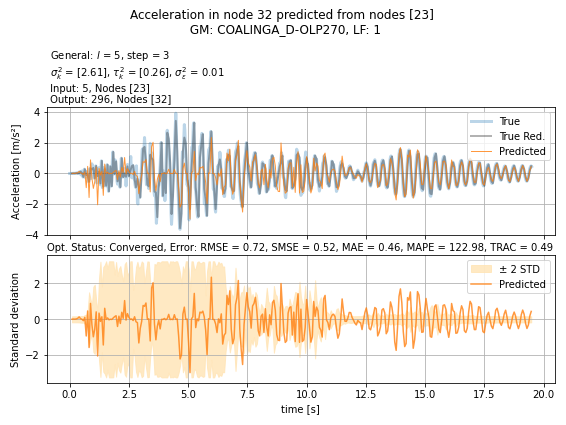 Acceleration in node 32 predicted from nodes [23]
GM: COALINGA_D-OLP270, LF: 1
General: l = 5, step = 3
σ²ₖ = [2.61], τ²ₖ = [0.26], σ²ε = 0.01
Input: 5, Nodes [23]
Output: 296, Nodes [32]
Acceleration [m/s²]
4
2
0
−2
−4
True
True Red.
Predicted
Opt. Status: Converged, Error: RMSE = 0.72, SMSE = 0.52, MAE = 0.46, MAPE = 122.98, TRAC = 0.49
Standard deviation
2
0
−2
± 2 STD
Predicted
0.0 2.5 5.0 7.5 10.0 12.5 15.0 17.5 20.0
time [s]